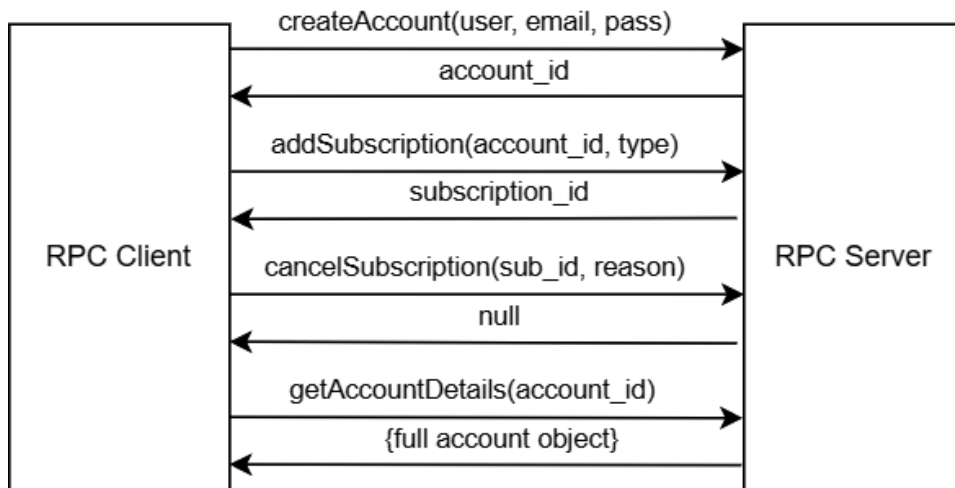 createAccount(user, email, pass)
account_id
addSubscription(account_id, type)
subscription_id
RPC Client
RPC Server
cancelSubscription(sub_id, reason)
null
getAccountDetails(account_id)
{full account object}